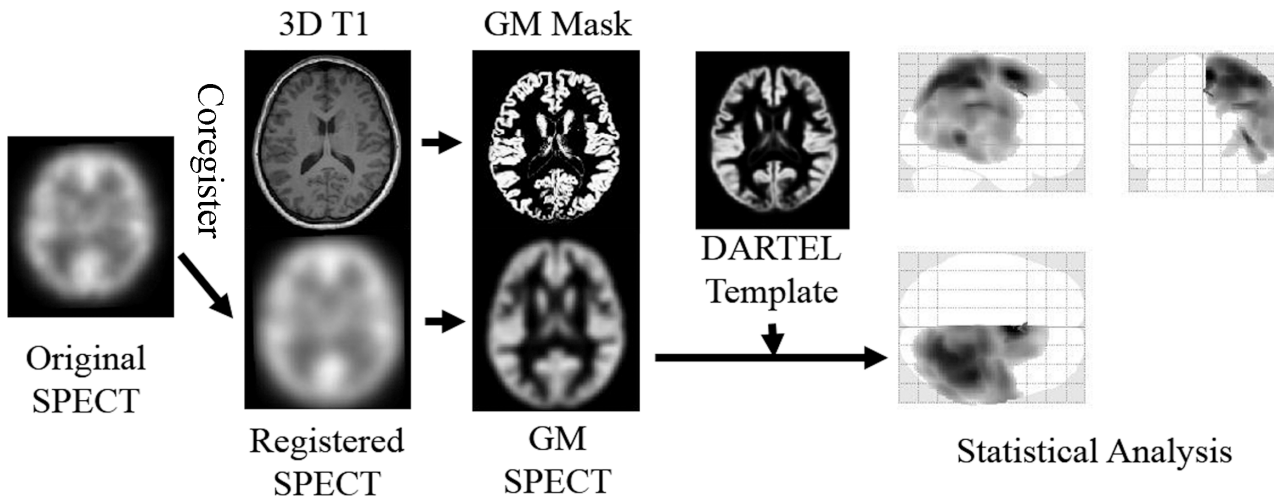 3D T1
GM Mask
Coregister
Original
SPECT
Registered
SPECT
GM
SPECT
DARTEL
Template
Statistical Analysis